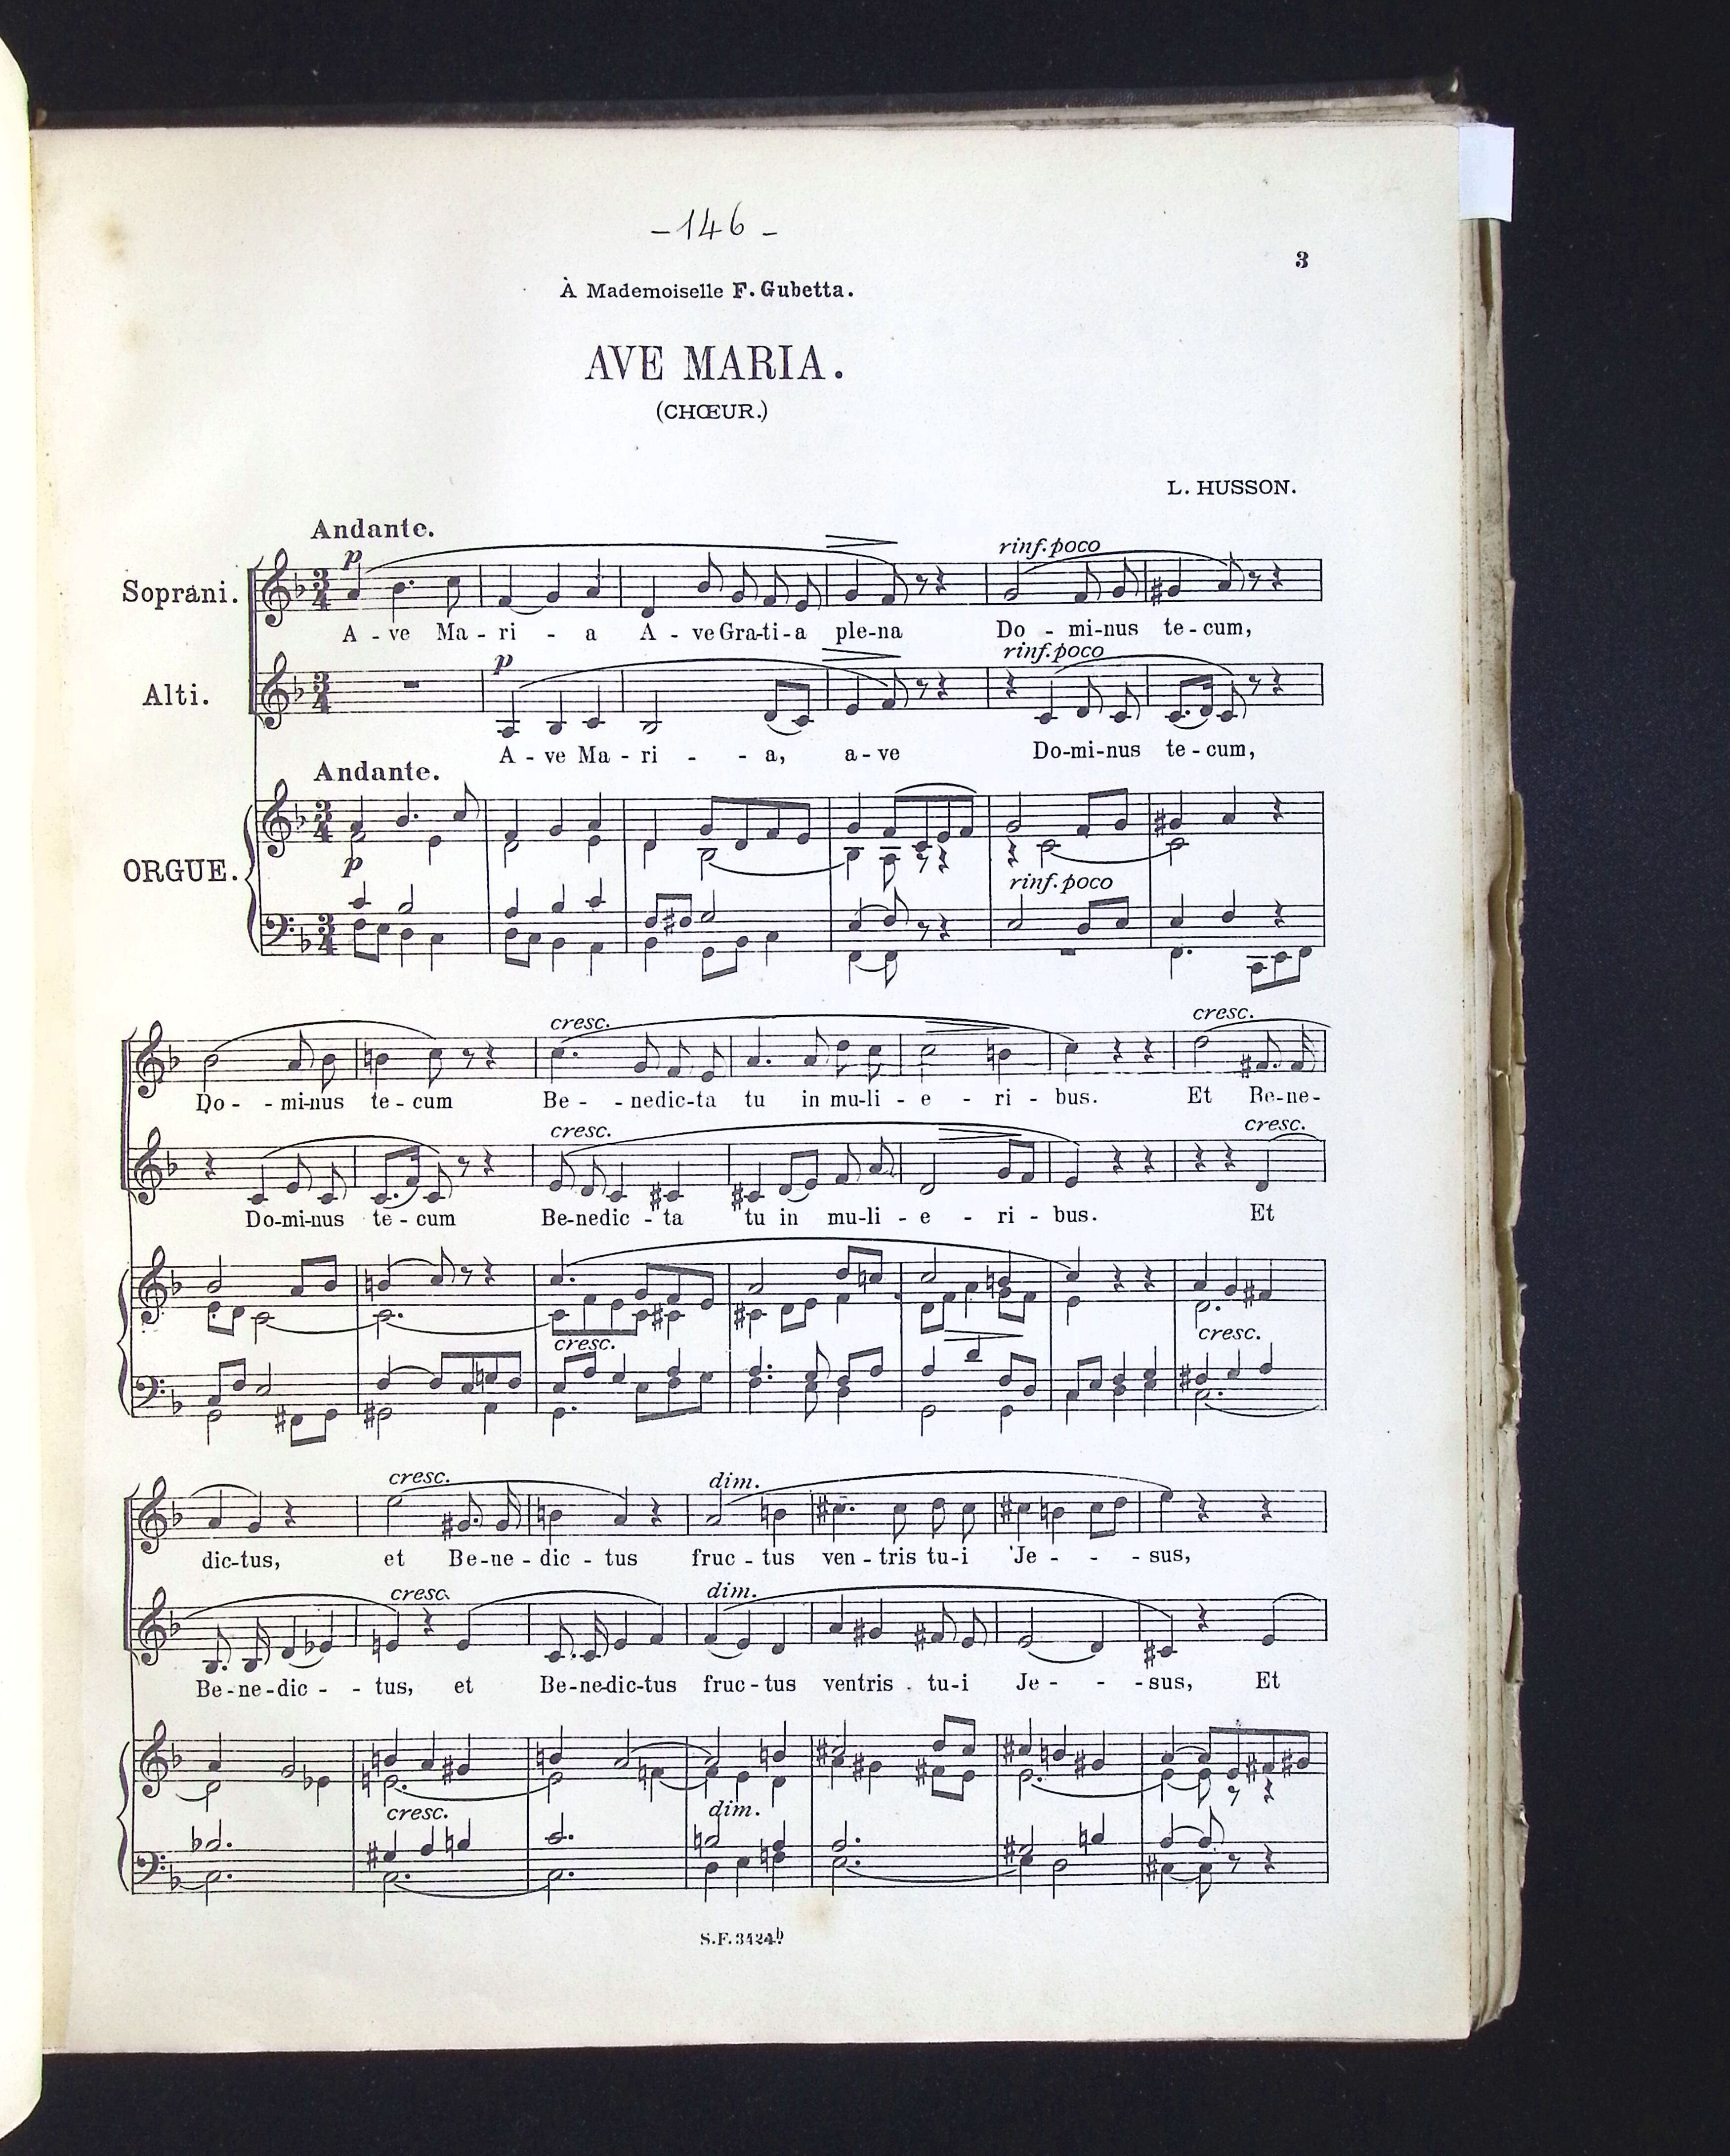 - 146 -
3
À Mademoiselle F. Gubetta.
AVE MARIA.
(CHŒUR.)
L. HUSSON.
Andante.
p
rinf. poco
Soprani.
A - ve Ma - ri - a A - ve Gra-ti-a ple-na Do - mi-nus te - cum,
p
rinf. poco
Alti.
A - ve Ma - ri - - a, a - ve Do-mi-nus te - cum,
Andante.
ORGUE.
p
rinf. poco
cresc.
cresc.
Do - - mi-nus te - cum Be - - nedic-ta tu in mu-li - e - ri - bus. Et Be-ne-
cresc.
cresc.
Do-mi-nus te - cum Be-nedic - ta tu in mu-li - e - ri - bus. Et
cresc.
cresc.
cresc.
dim.
dic-tus, et Be-ne - dic - tus fruc - tus ven - tris tu-i 'Je - - - sus,
cresc.
dim.
Be - ne - dic - - tus, et Be-ne-dic-tus fruc - tus ventris . tu-i Je - - - sus, Et
cresc.
dim.
S.F. 3424b